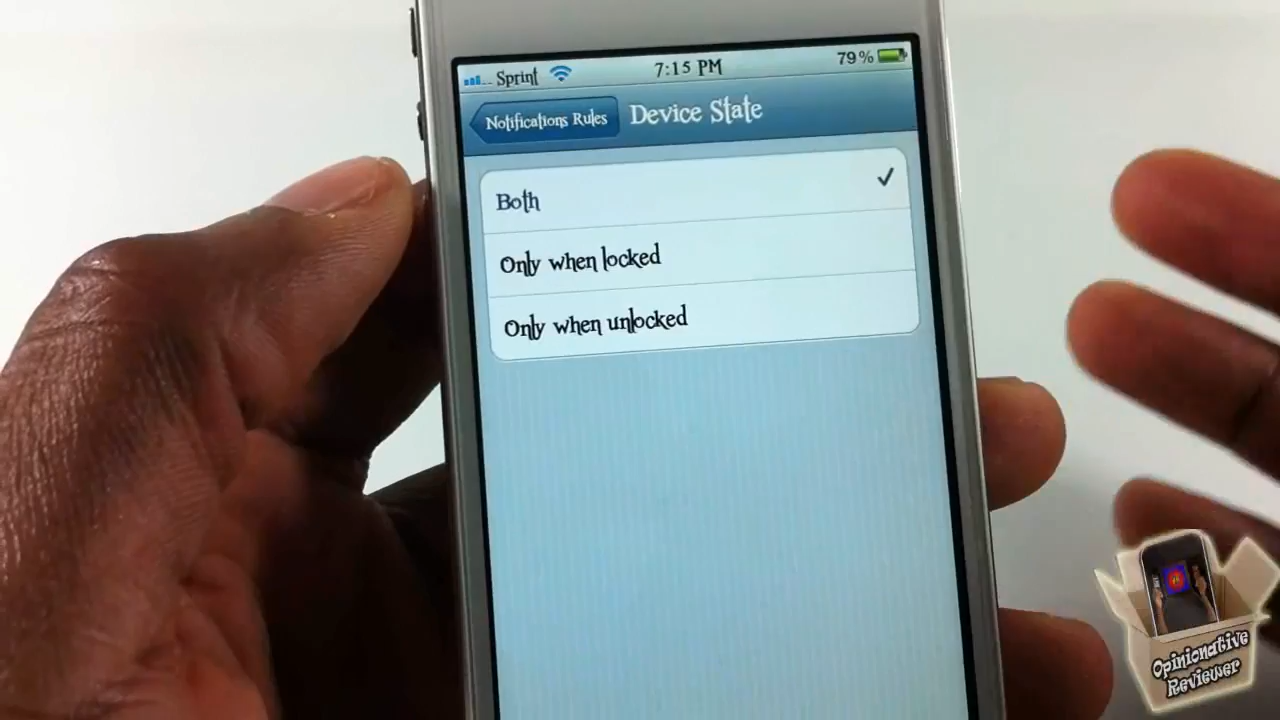 Sprint 7:15 PM 79%
Notifications Rules Device State
Both
Only when locked
Only when unlocked
Opinionative
Reviewer